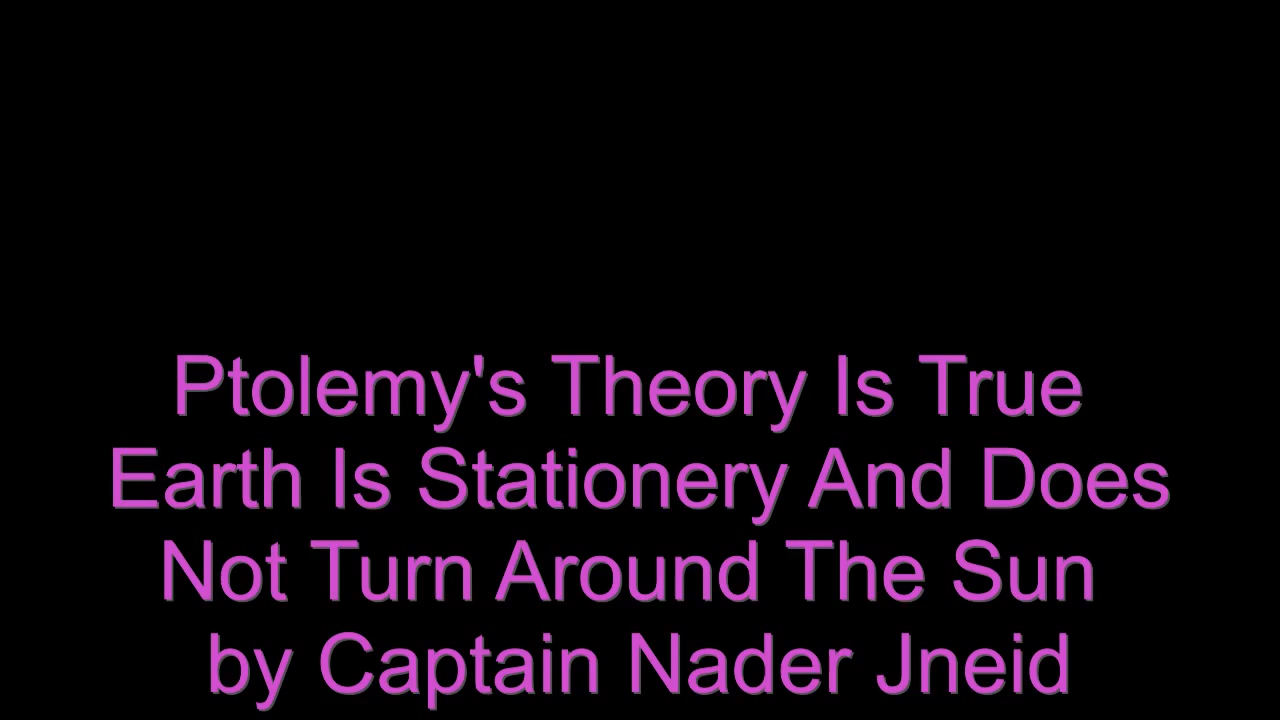 Ptolemy's Theory Is True
Earth Is Stationery And Does
Not Turn Around The Sun
by Captain Nader Jneid